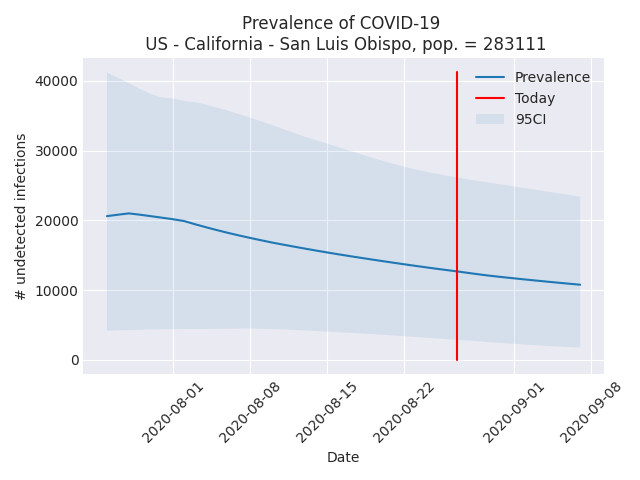 Prevalence of COVID-19
US - California - San Luis Obispo, pop. = 283111
# undetected infections
40000
30000
20000
10000
0
Prevalence
Today
95CI
2020-08-01
2020-08-08
2020-08-15
2020-08-22
2020-09-01
2020-09-08
Date